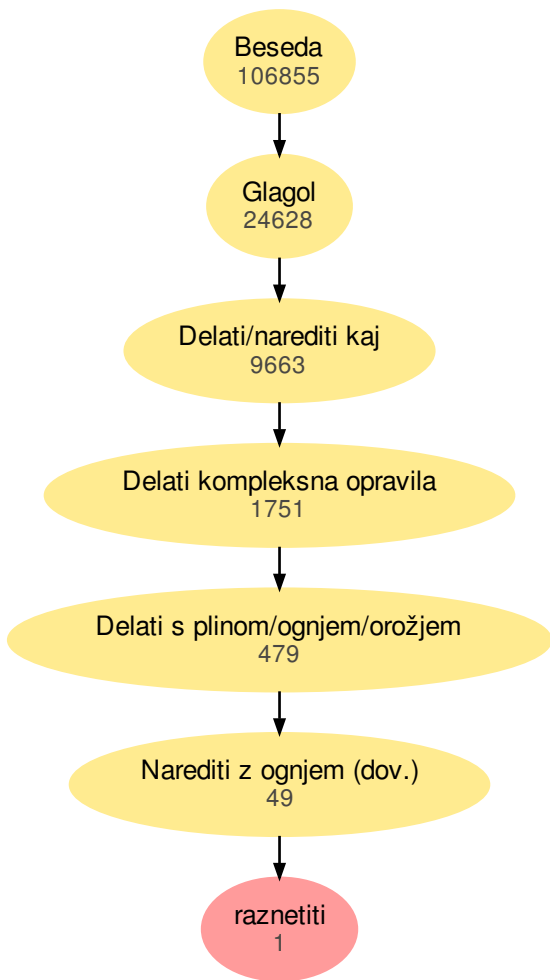 Beseda
106855
Glagol
24628
Delati/narediti kaj
9663
Delati kompleksna opravila
1751
Delati s plinom/ognjem/orožjem
479
Narediti z ognjem (dov.)
49
raznetiti
1